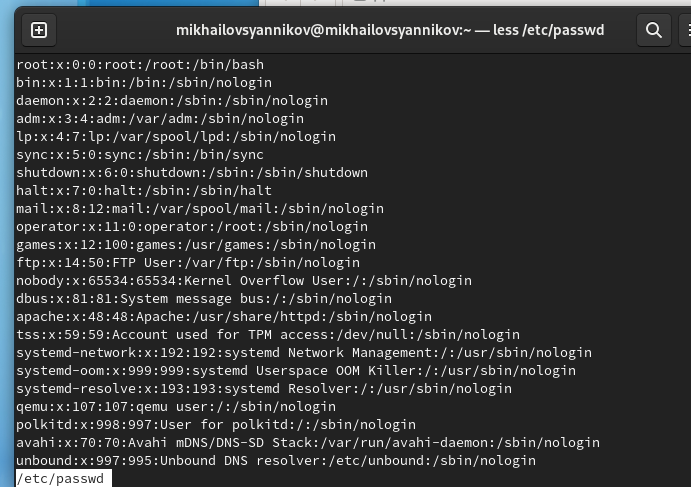 mikhailovsyannikov@mikhailovsyannikov:~ — less /etc/passwd
root:x:0:0:root:/root:/bin/bash
bin:x:1:1:bin:/bin:/sbin/nologin
daemon:x:2:2:daemon:/sbin:/sbin/nologin
adm:x:3:4:adm:/var/adm:/sbin/nologin
lp:x:4:7:lp:/var/spool/lpd:/sbin/nologin
sync:x:5:0:sync:/sbin:/bin/sync
shutdown:x:6:0:shutdown:/sbin:/sbin/shutdown
halt:x:7:0:halt:/sbin:/sbin/halt
mail:x:8:12:mail:/var/spool/mail:/sbin/nologin
operator:x:11:0:operator:/root:/sbin/nologin
games:x:12:100:games:/usr/games:/sbin/nologin
ftp:x:14:50:FTP User:/var/ftp:/sbin/nologin
nobody:x:65534:65534:Kernel Overflow User:/:/sbin/nologin
dbus:x:81:81:System message bus:/:/sbin/nologin
apache:x:48:48:Apache:/usr/share/httpd:/sbin/nologin
tss:x:59:59:Account used for TPM access:/dev/null:/sbin/nologin
systemd-network:x:192:192:systemd Network Management:/:/usr/sbin/nologin
systemd-oom:x:999:999:systemd Userspace OOM Killer:/:/usr/sbin/nologin
systemd-resolve:x:193:193:systemd Resolver:/:/usr/sbin/nologin
qemu:x:107:107:qemu user:/:/sbin/nologin
polkitd:x:998:997:User for polkitd:/:/sbin/nologin
avahi:x:70:70:Avahi mDNS/DNS-SD Stack:/var/run/avahi-daemon:/sbin/nologin
unbound:x:997:995:Unbound DNS resolver:/etc/unbound:/sbin/nologin
/etc/passwd